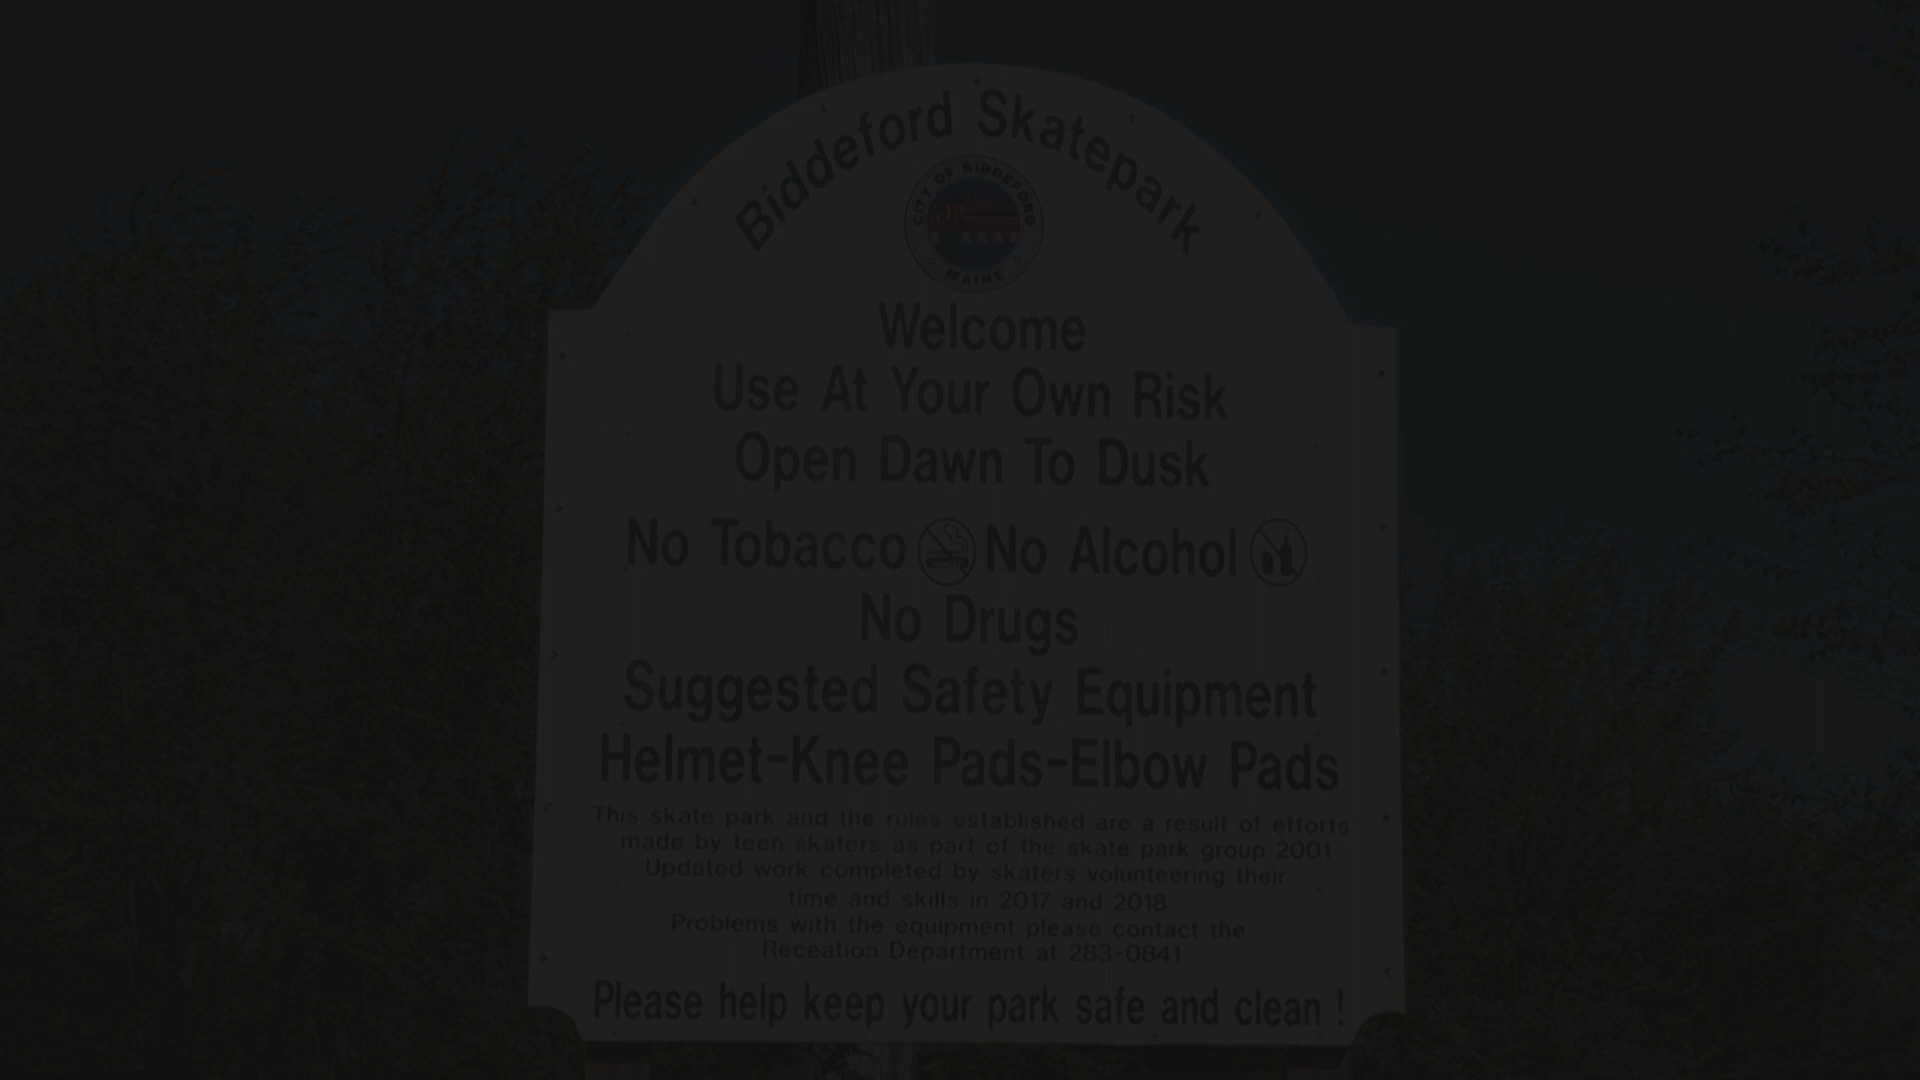 Biddeford Skatepark
CITY OF BIDDEFORD
MAINE
Welcome
Use At Your Own Risk
Open Dawn To Dusk
No Tobacco No Alcohol
No Drugs
Suggested Safety Equipment
Helmet-Knee Pads-Elbow Pads
This skate park and the rules established are a result of efforts
made by teen skaters as part of the skate park group 2001
Updated work completed by skaters volunteering their
time and skills in 2017 and 2018
Problems with the equipment please contact the
Receation Department at 283-0841
Please help keep your park safe and clean !